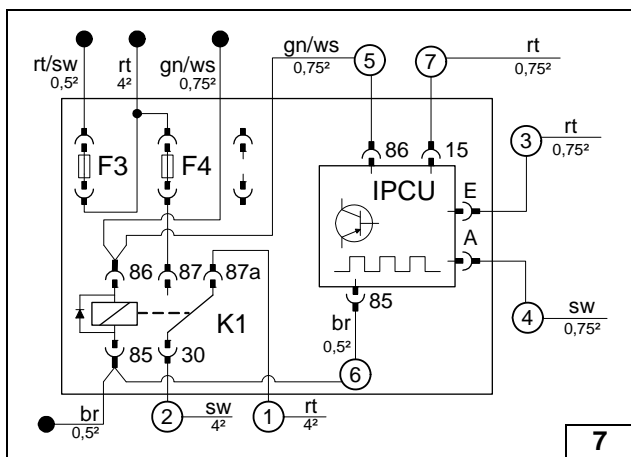 rt/sw
0,5²
rt
4²
gn/ws
0,75²
gn/ws
0,75²
5
7
rt
0,75²
3
rt
0,75²
F3
F4
86
15
IPCU
E
A
86
87
87a
85
4
sw
0,75²
K1
br
0,5²
6
85
30
br
0,5²
2
sw
4²
1
rt
4²
7